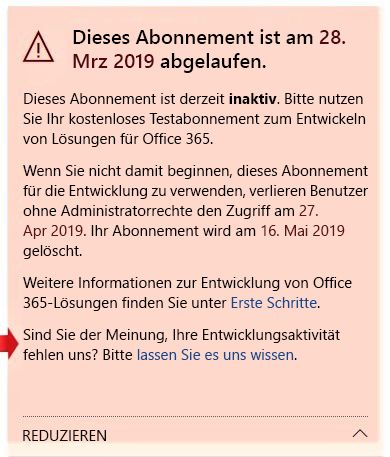 Dieses Abonnement ist am 28.
Mrz 2019 abgelaufen.
Dieses Abonnement ist derzeit inaktiv. Bitte nutzen
Sie Ihr kostenloses Testabonnement zum Entwickeln
von Lösungen für Office 365.
Wenn Sie nicht damit beginnen, dieses Abonnement
für die Entwicklung zu verwenden, verlieren Benutzer
ohne Administratorrechte den Zugriff am 27.
Apr 2019. Ihr Abonnement wird am 16. Mai 2019
gelöscht.
Weitere Informationen zur Entwicklung von Office
365-Lösungen finden Sie unter Erste Schritte.
Sind Sie der Meinung, Ihre Entwicklungsaktivität
fehlen uns? Bitte lassen Sie es uns wissen.
REDUZIEREN